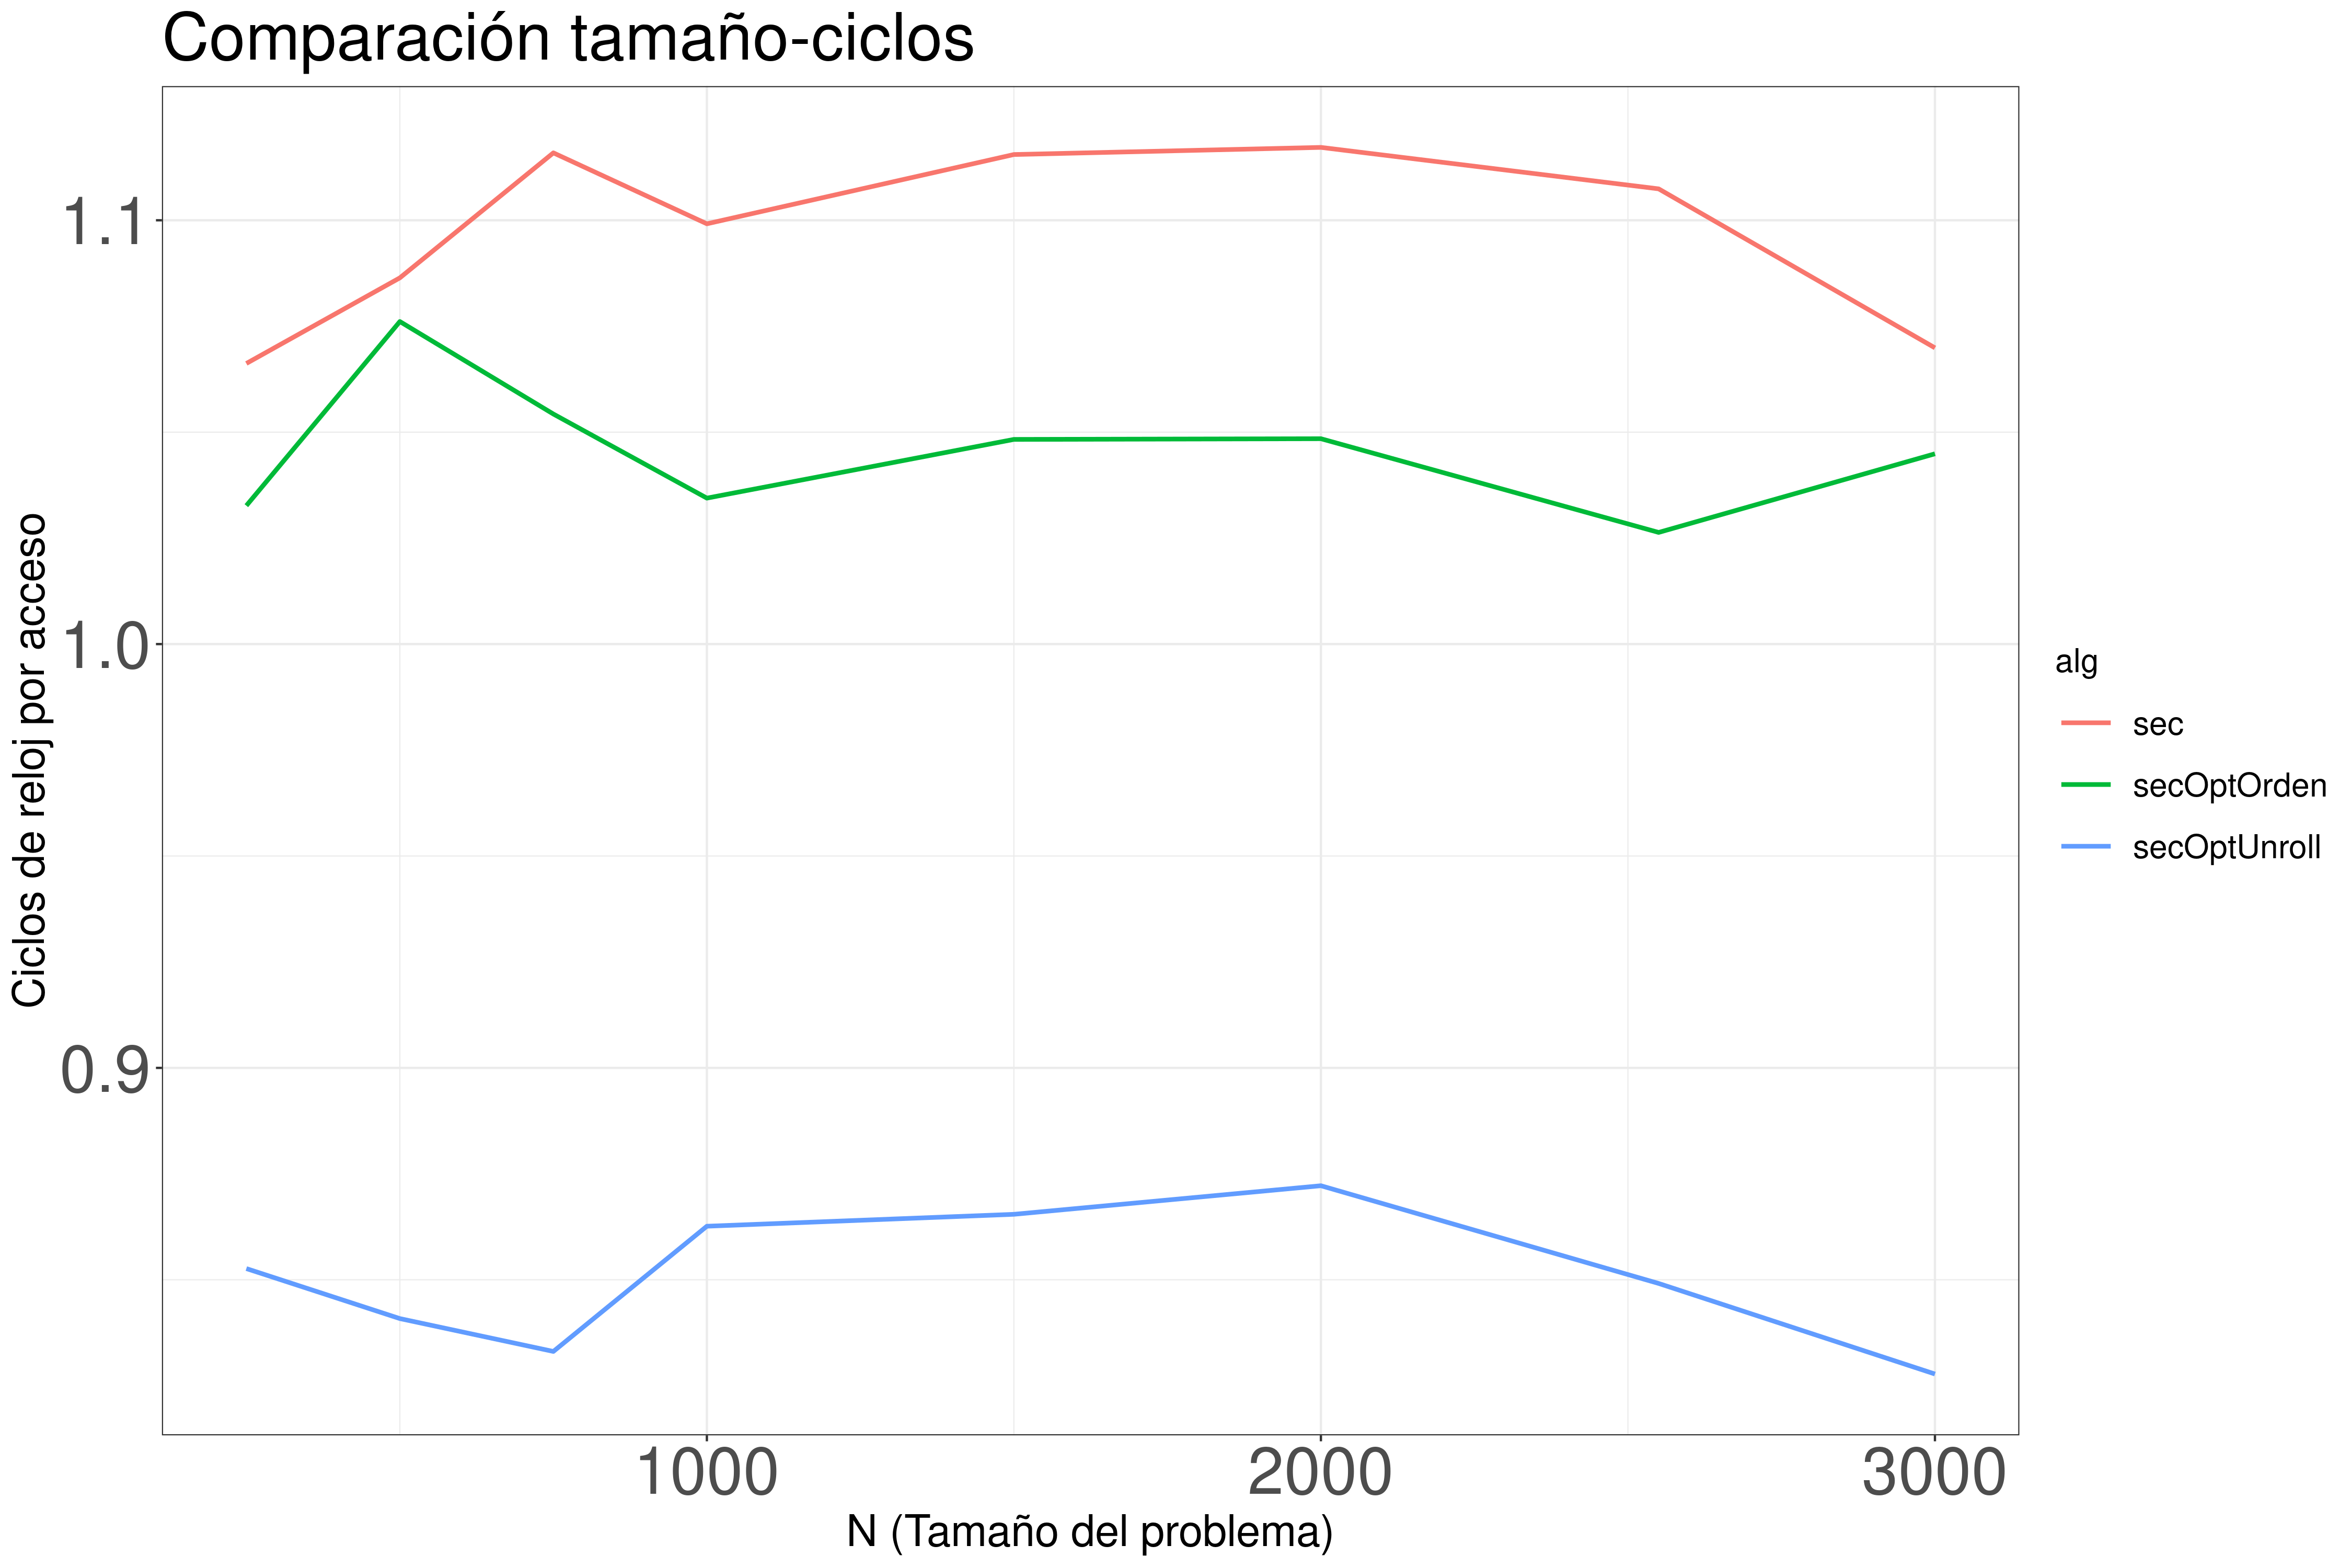 Comparación tamaño-ciclos
Ciclos de reloj por acceso
1.1
1.0
0.9
1000
2000
3000
N (Tamaño del problema)
alg
sec
secOptOrden
secOptUnroll